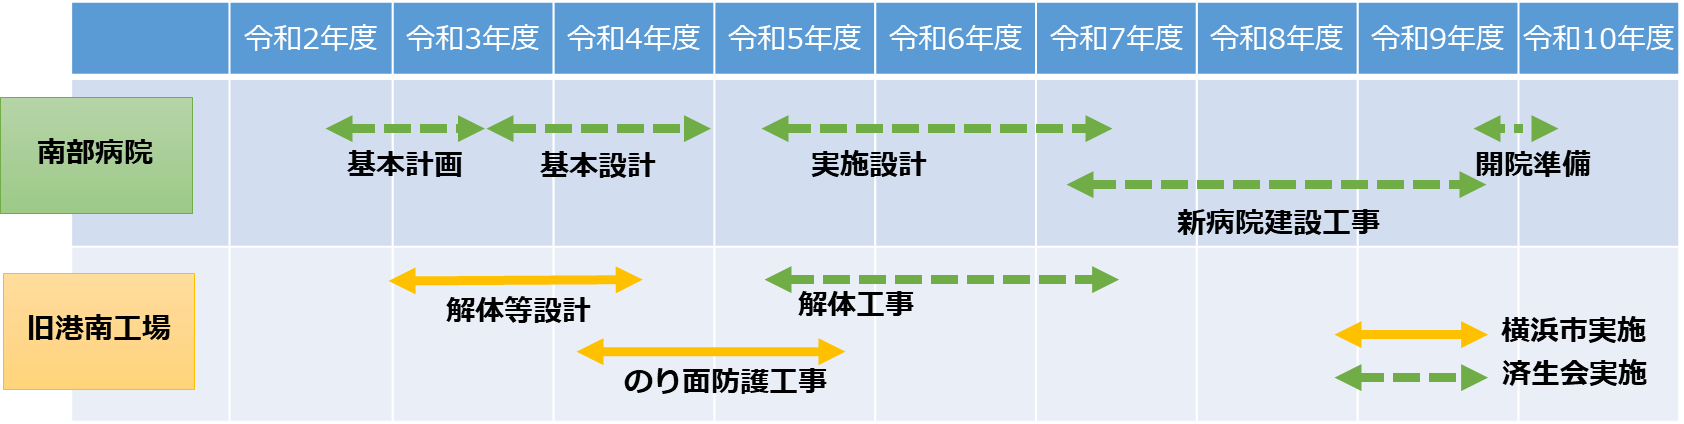 令和2年度 令和3年度 令和4年度 令和5年度 令和6年度 令和7年度 令和8年度 令和9年度 令和10年度
南部病院
基本計画 基本設計 実施設計 開院準備
新病院建設工事
旧港南工場
解体等設計 解体工事
のり面防護工事
横浜市実施
済生会実施